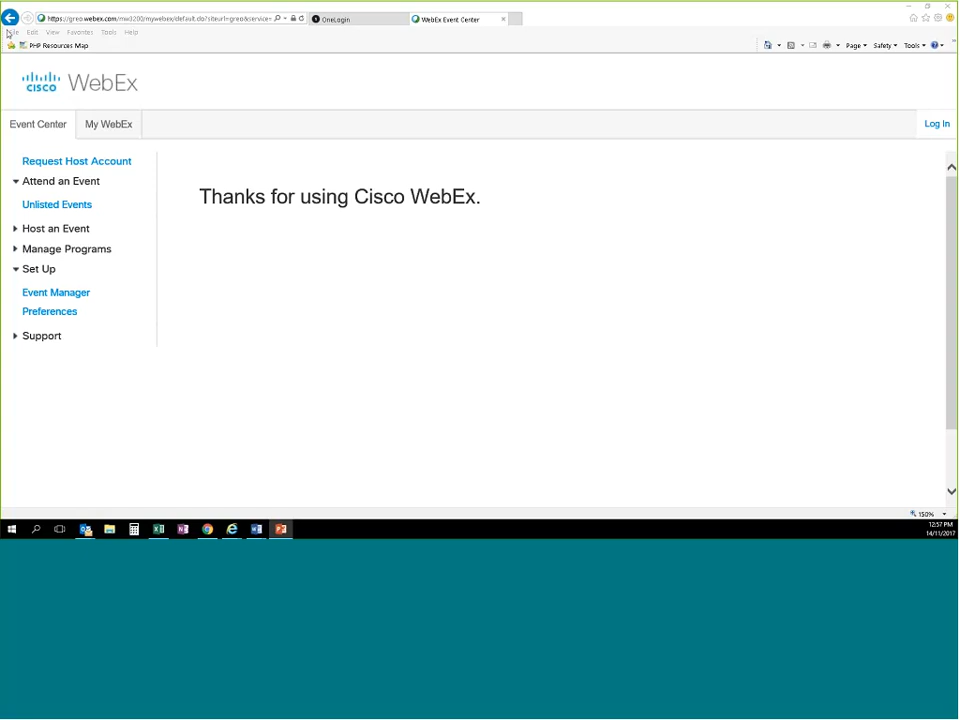 https://greo.webex.com/mw3200/mywebex/default.do?siteurl=greo&service=
OneLogin
WebEx Event Center
File Edit View Favorites Tools Help
PHP Resources Map
Page Safety Tools
cisco WebEx
Event Center My WebEx
Log In
Request Host Account
Attend an Event
Unlisted Events
Host an Event
Manage Programs
Set Up
Event Manager
Preferences
Support
Thanks for using Cisco WebEx.
150%
12:57 PM
14/11/2017